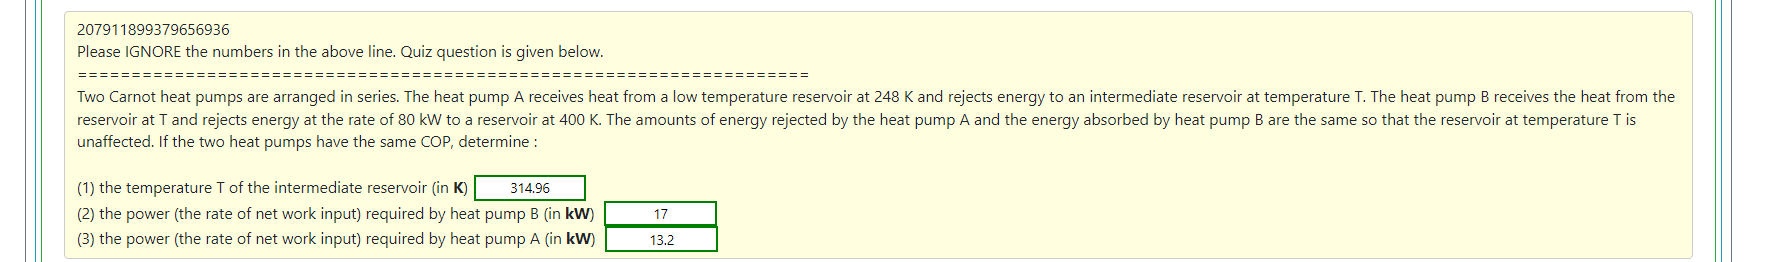 207911899379656936
Please IGNORE the numbers in the above line. Quiz question is given below.
====================================================================
Two Carnot heat pumps are arranged in series. The heat pump A receives heat from a low temperature reservoir at 248 K and rejects energy to an intermediate reservoir at temperature T. The heat pump B receives the heat from the
reservoir at T and rejects energy at the rate of 80 kW to a reservoir at 400 K. The amounts of energy rejected by the heat pump A and the energy absorbed by heat pump B are the same so that the reservoir at temperature T is
unaffected. If the two heat pumps have the same COP, determine :
(1) the temperature T of the intermediate reservoir (in K) 314.96
(2) the power (the rate of net work input) required by heat pump B (in kW) 17
(3) the power (the rate of net work input) required by heat pump A (in kW) 13.2